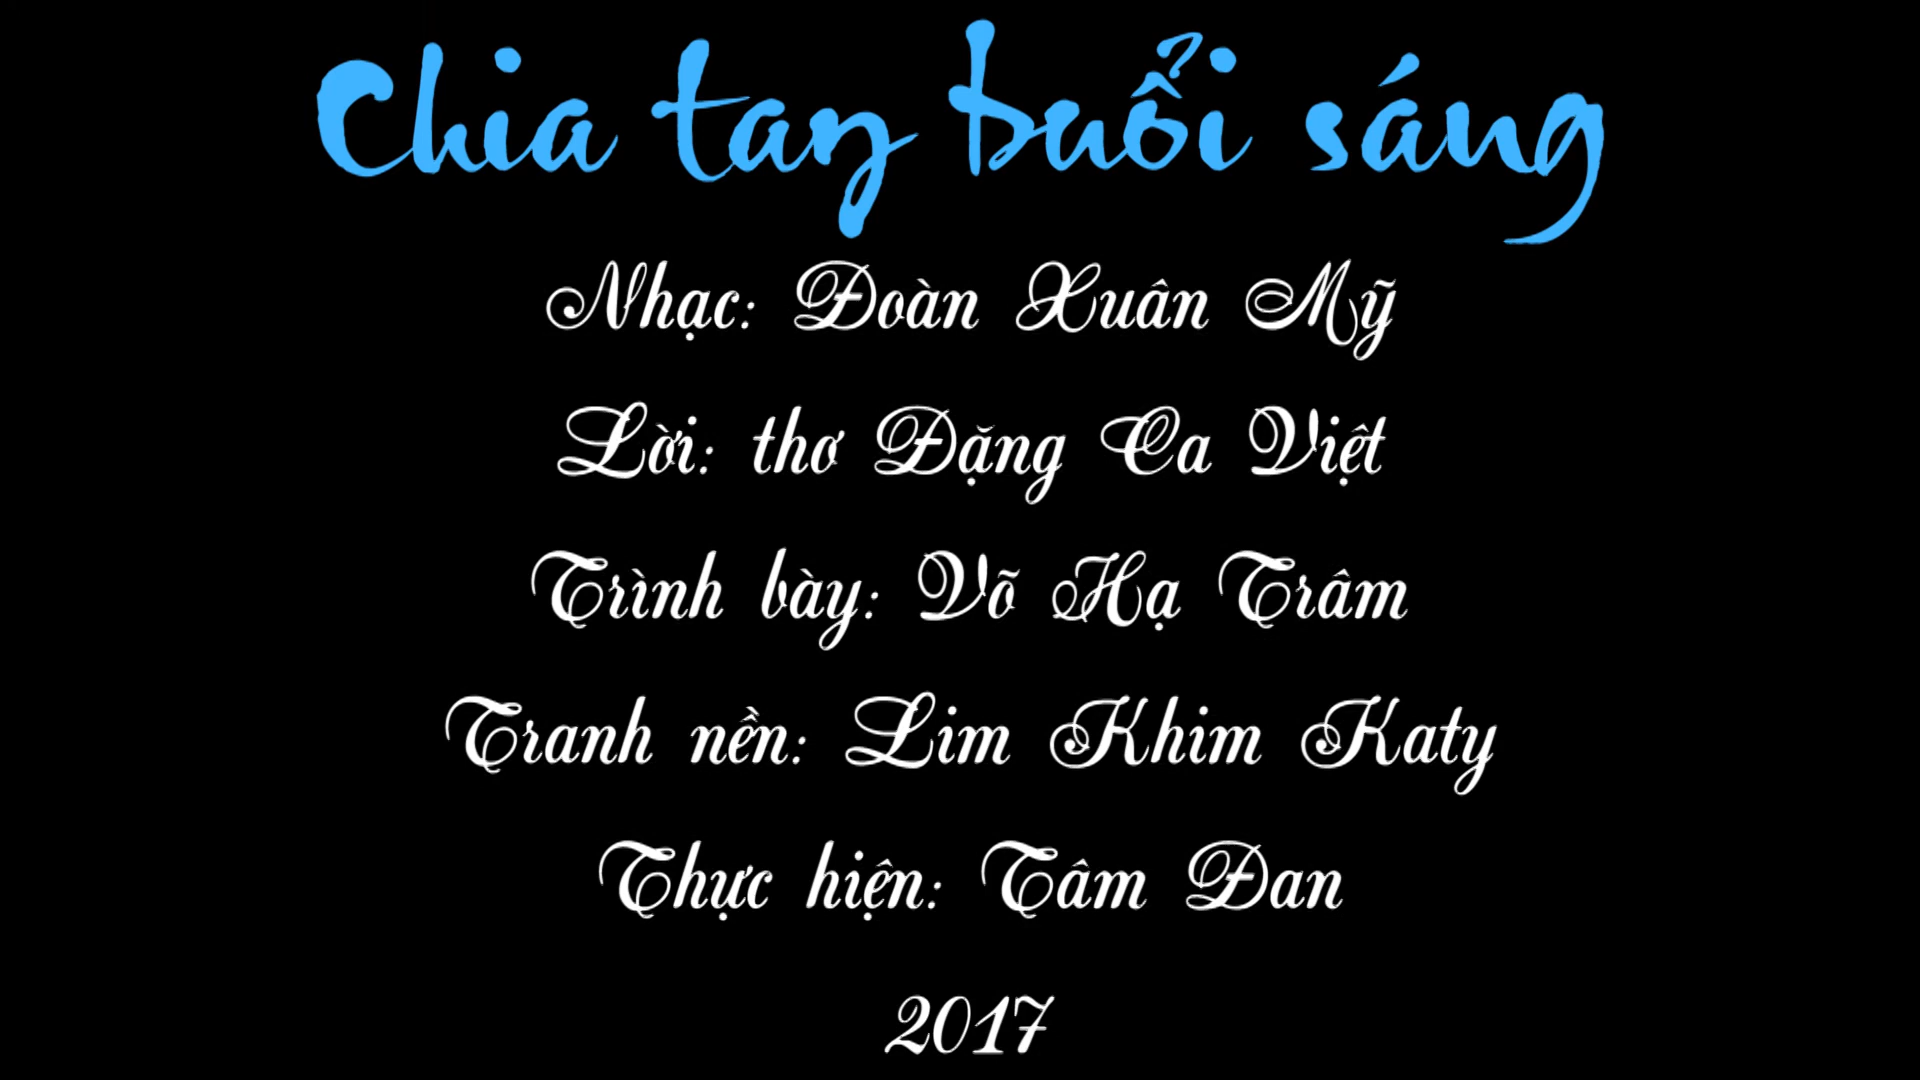 Chia tay buổi sáng
Nhạc: Đoàn Xuân Mỹ
Lời: thơ Đặng Ca Việt
Trình bày: Võ Hạ Trâm
Tranh nền: Lim Khim Katy
Thực hiện: Tâm Đan
2017